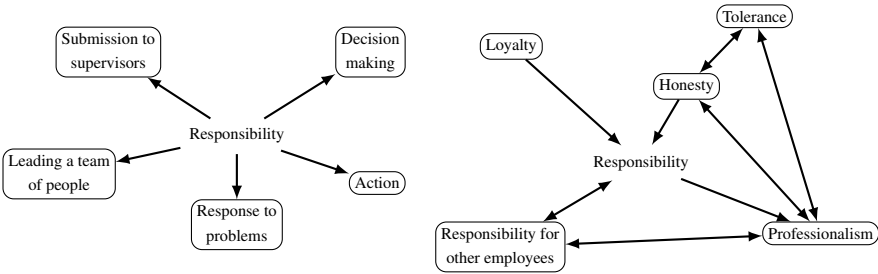 Submission to
supervisors
Decision
making
Responsibility
Leading a team
of people
Action
Response to
problems
Tolerance
Loyalty
Honesty
Responsibility
Responsibility for
other employees
Professionalism